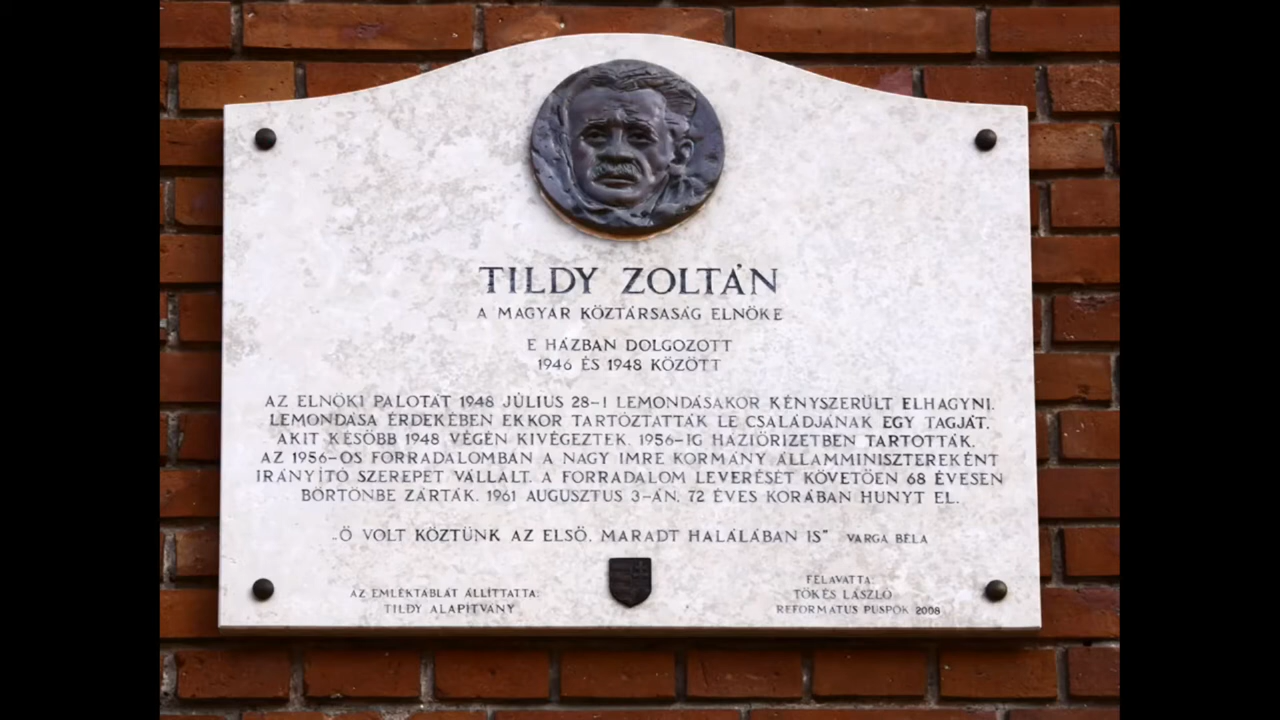 TILDY ZOLTÁN
A MAGYAR KÖZTÁRSASÁG ELNÖKE
E HÁZBAN DOLGOZOTT
1946 ÉS 1948 KÖZÖTT
AZ ELNÖKI PALOTÁT 1948 JÚLIUS 28-I LEMONDÁSAKOR KÉNYSZERÜLT ELHAGYNI.
LEMONDÁSA ÉRDEKÉBEN EKKOR TARTÓZTATTÁK LE CSALÁDJÁNAK EGY TAGJÁT,
AKIT KÉSŐBB 1948 VÉGÉN KIVÉGEZTEK. 1956-IG HÁZIŐRIZETBEN TARTOTTÁK.
AZ 1956-OS FORRADALOMBAN A NAGY IMRE KORMÁNY ÁLLAMMINISZTEREKÉNT
IRÁNYÍTÓ SZEREPET VÁLLALT. A FORRADALOM LEVERÉSÉT KÖVETŐEN 68 ÉVESEN
BÖRTÖNBE ZÁRTÁK. 1961 AUGUSZTUS 3-ÁN, 72 ÉVES KORÁBAN HUNYT EL.
„Ő VOLT KÖZTÜNK AZ ELSŐ, MARADT HALÁLÁBAN IS” VARGA BÉLA
AZ EMLÉKTÁBLÁT ÁLLÍTTATTA:
TILDY ALAPÍTVÁNY
FELAVATTA:
TŐKÉS LÁSZLÓ
REFORMÁTUS PÜSPÖK 2008